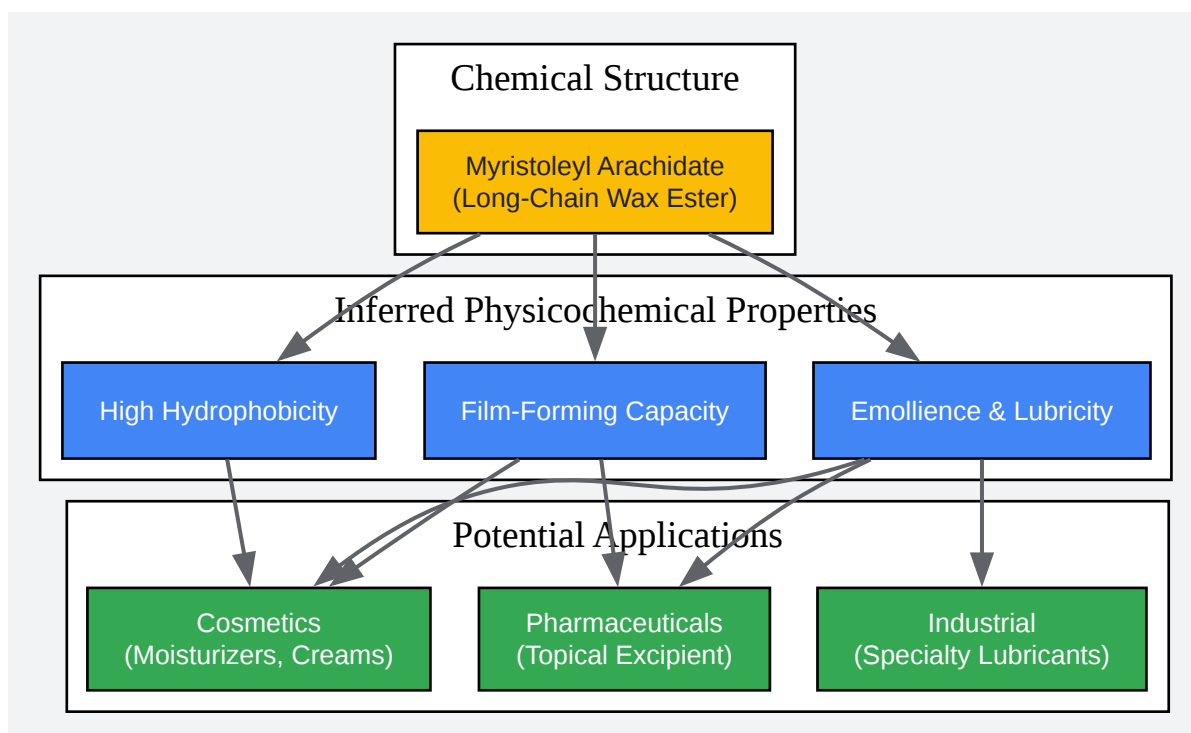 Chemical Structure
Myristoleyl Arachidate
(Long-Chain Wax Ester)
Inferred Physicochemical Properties
High Hydrophobicity
Film-Forming Capacity
Emollience & Lubricity
Potential Applications
Cosmetics
(Moisturizers, Creams)
Pharmaceuticals
(Topical Excipient)
Industrial
(Specialty Lubricants)